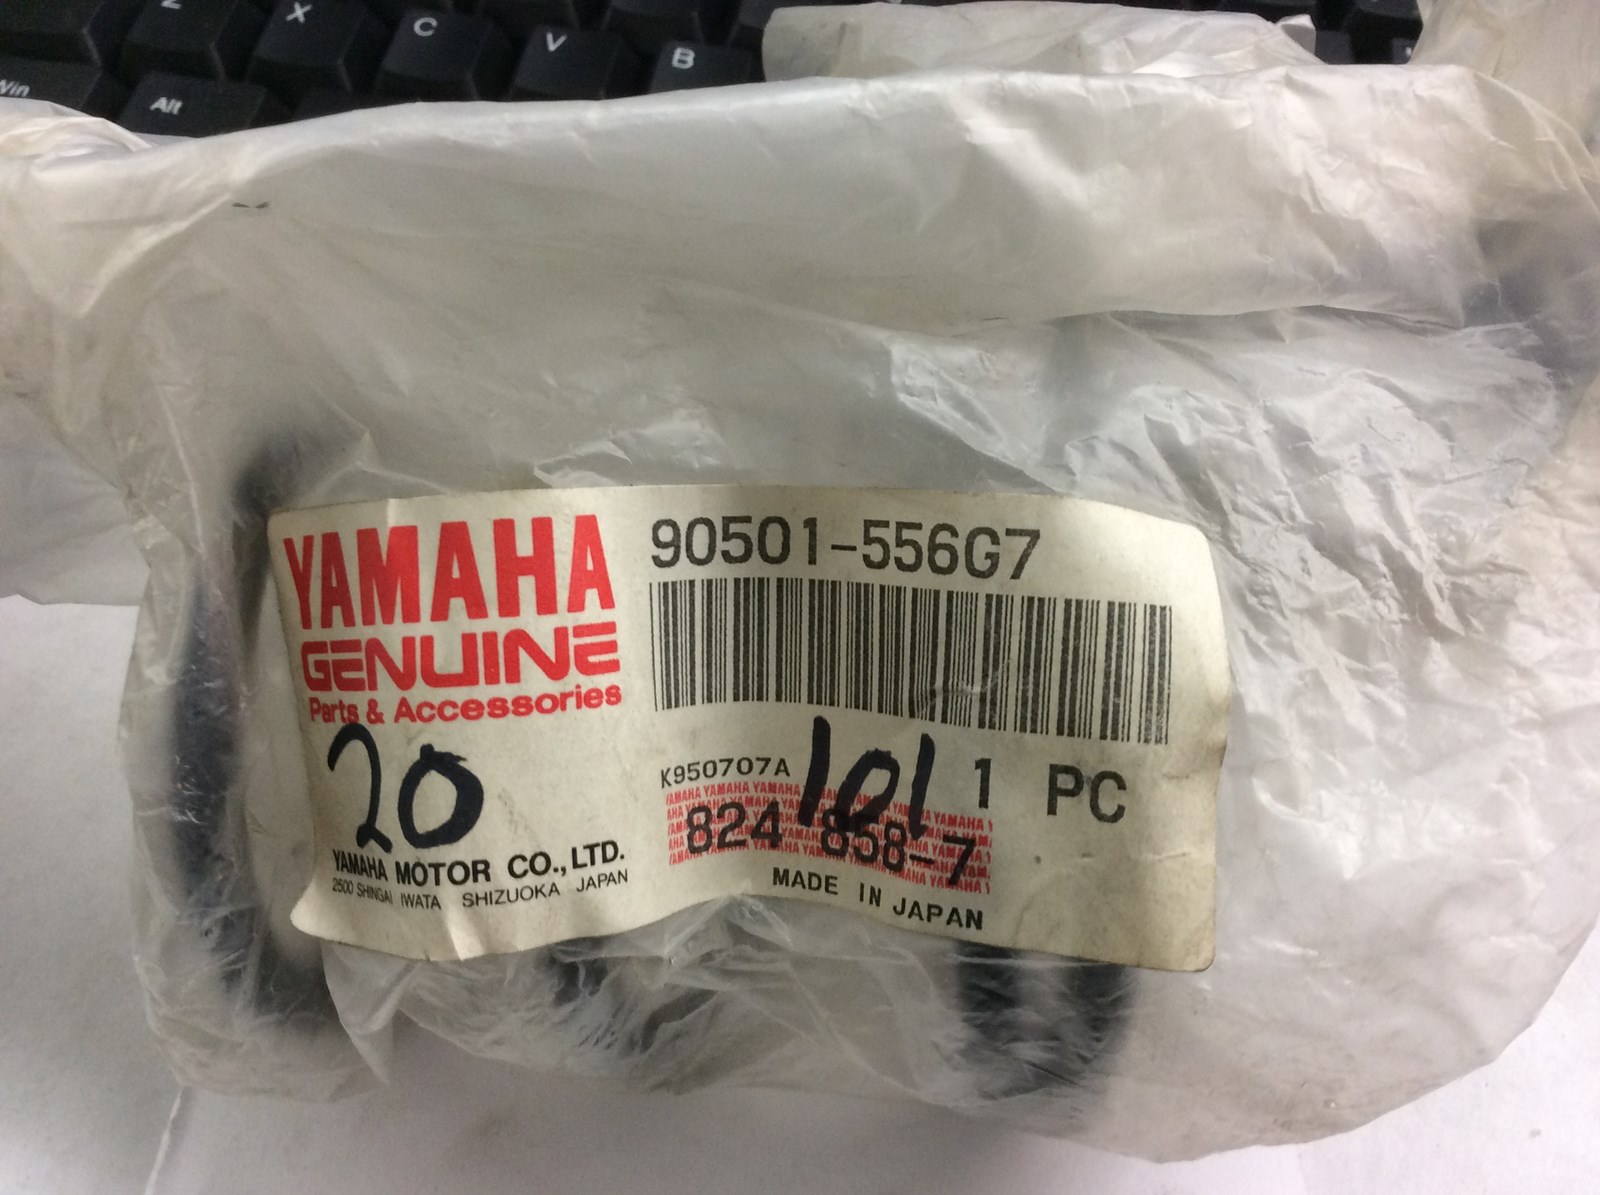 Z X C V B
Win Alt
YAMAHA
GENUINE
Parts & Accessories
20
YAMAHA MOTOR CO., LTD.
2500 SHINGAI IWATA SHIZUOKA JAPAN
90501-556G7
K950707A
101
1 PC
824 858-7
MADE IN JAPAN